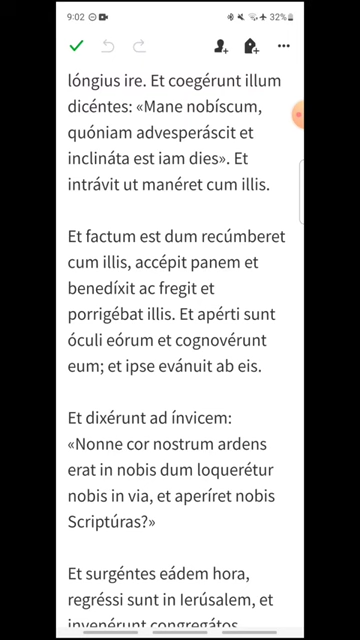 9:02
32%
lóngius ire. Et coegérunt illum
dicéntes: «Mane nobíscum,
quóniam advesperáscit et
inclináta est iam dies». Et
intrávit ut manéret cum illis.
Et factum est dum recúmberet
cum illis, accépit panem et
benedíxit ac fregit et
porrigébat illis. Et apérti sunt
óculi eórum et cognovérunt
eum; et ipse evánuit ab eis.
Et dixérunt ad ínvicem:
«Nonne cor nostrum ardens
erat in nobis dum loquerétur
nobis in via, et aperíret nobis
Scriptúras?»
Et surgéntes eádem hora,
regréssi sunt in Ierúsalem, et
invenérunt congregátos